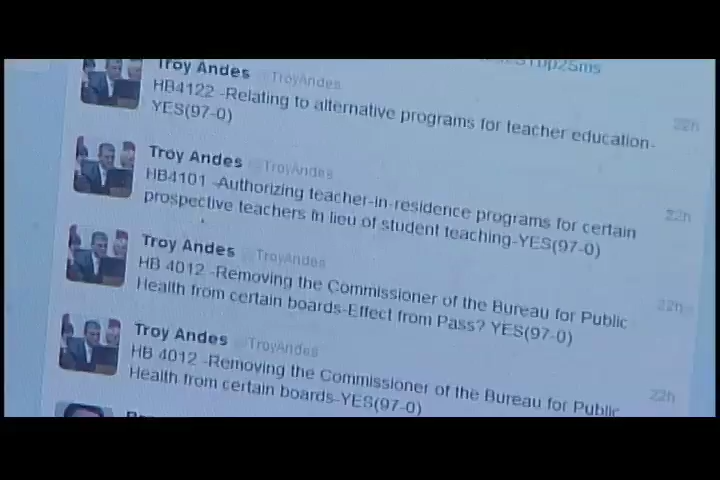 Troy Andes @TroyAndes 22h
HB4122 -Relating to alternative programs for teacher education-
YES(97-0)
Troy Andes @TroyAndes 22h
HB4101 -Authorizing teacher-in-residence programs for certain
prospective teachers in lieu of student teaching-YES(97-0)
Troy Andes @TroyAndes 22h
HB 4012 -Removing the Commissioner of the Bureau for Public
Health from certain boards-Effect from Pass? YES(97-0)
Troy Andes @TroyAndes 22h
HB 4012 -Removing the Commissioner of the Bureau for Public
Health from certain boards-YES(97-0)